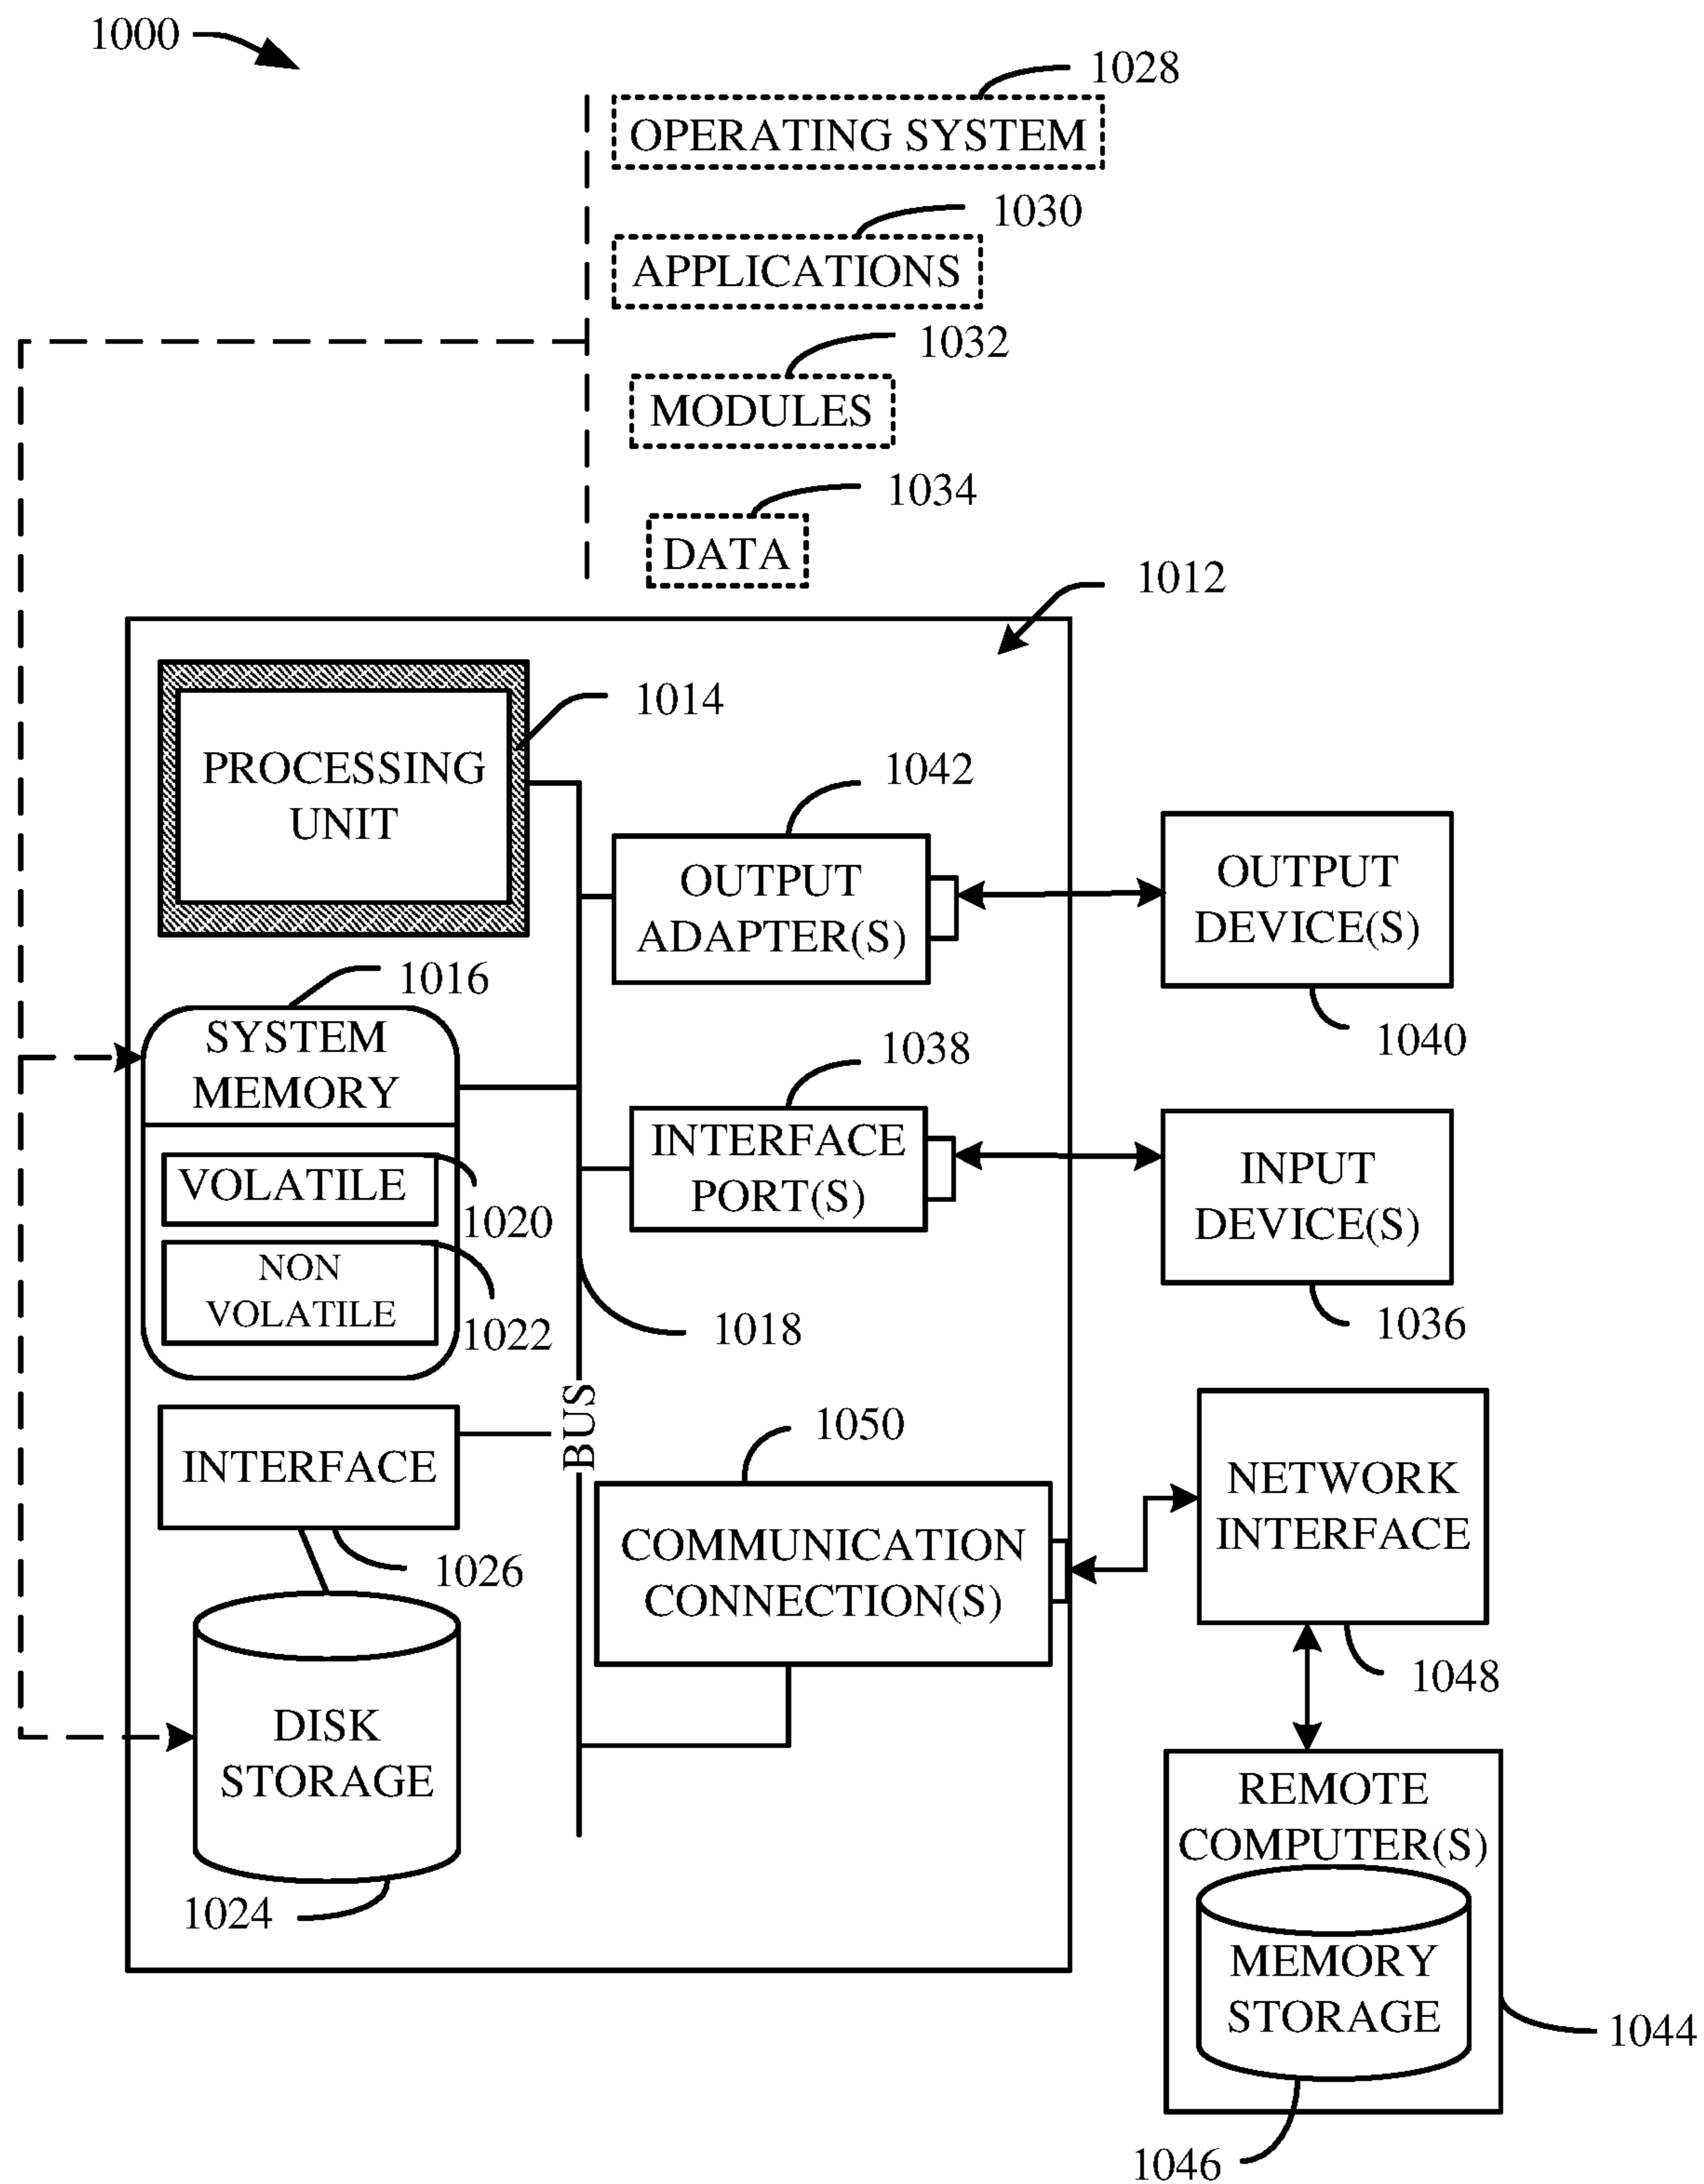 1000
1028
OPERATING SYSTEM
1030
APPLICATIONS
1032
MODULES
1034
DATA
1012
1014
PROCESSING
UNIT
1042
OUTPUT
ADAPTER(S)
OUTPUT
DEVICE(S)
1040
1016
SYSTEM
MEMORY
1038
INTERFACE
PORT(S)
INPUT
DEVICE(S)
1036
VOLATILE
1020
NON
VOLATILE
1022
1018
BUS
INTERFACE
1026
1050
COMMUNICATION
CONNECTION(S)
NETWORK
INTERFACE
1048
DISK
STORAGE
1024
REMOTE
COMPUTER(S)
MEMORY
STORAGE
1044
1046